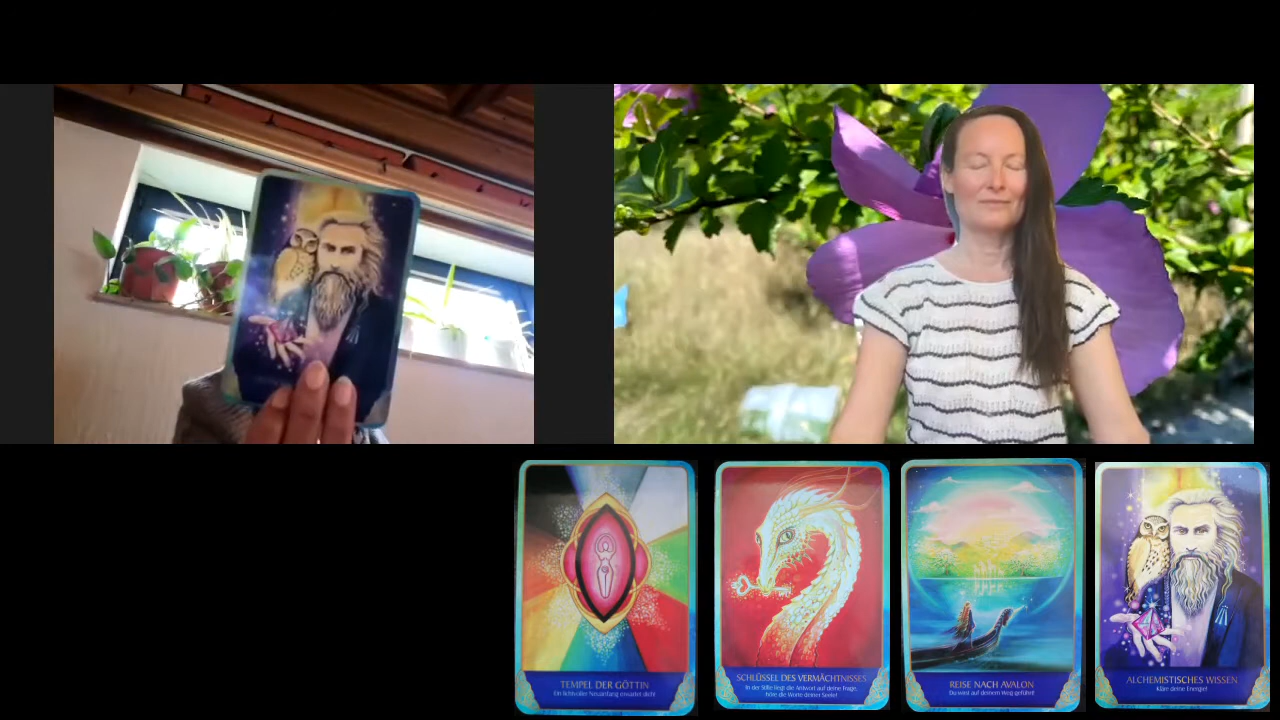 TEMPEL DER GÖTTIN
Ein lichtvoller Neuanfang erwartet dich!
SCHLÜSSEL DES VERMÄCHTNISSES
In der Stille liegt die Antwort auf deine Frage,
höre die Worte deiner Seele!
REISE NACH AVALON
Du wirst auf deinem Weg geführt!
ALCHEMISTISCHES WISSEN
Kläre deine Energie!